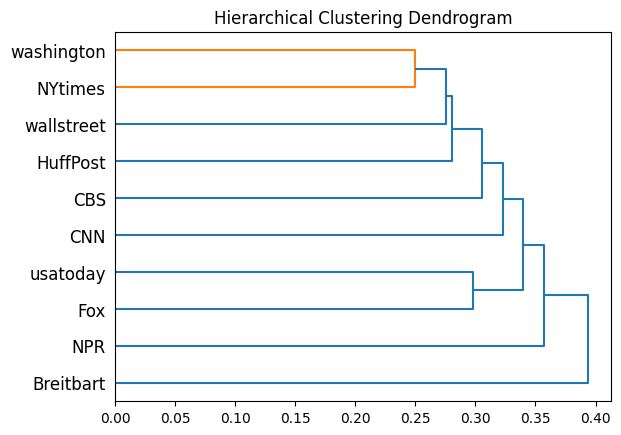 Hierarchical Clustering Dendrogram
washington
NYtimes
wallstreet
HuffPost
CBS
CNN
usatoday
Fox
NPR
Breitbart
0.00 0.05 0.10 0.15 0.20 0.25 0.30 0.35 0.40